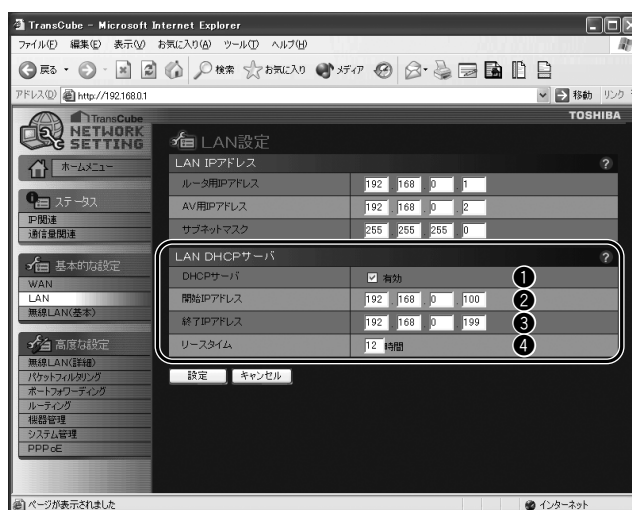 TransCube - Microsoft Internet Explorer
ファイル(F) 編集(E) 表示(V) お気に入り(A) ツール(T) ヘルプ(H)
戻る 検索 お気に入り メディア
アドレス(D) http://192.168.0.1 移動 リンク
TransCube
NETWORK
SETTING
TOSHIBA
ホームメニュー
ステータス
IP関連
通信量関連
基本的な設定
WAN
LAN
無線LAN(基本)
高度な設定
無線LAN(詳細)
パケットフィルタリング
ポートフォワーディング
ルーティング
機器管理
システム管理
PPPoE
LAN設定
LAN IPアドレス ?
ルータ用IPアドレス 192 . 168 . 0 . 1
AV用IPアドレス 192 . 168 . 0 . 2
サブネットマスク 255 . 255 . 255 . 0
LAN DHCPサーバ ?
DHCPサーバ 有効 ❶
開始IPアドレス 192 . 168 . 0 . 100 ❷
終了IPアドレス 192 . 168 . 0 . 199 ❸
リースタイム 12 時間 ❹
設定 キャンセル
ページが表示されました インターネット